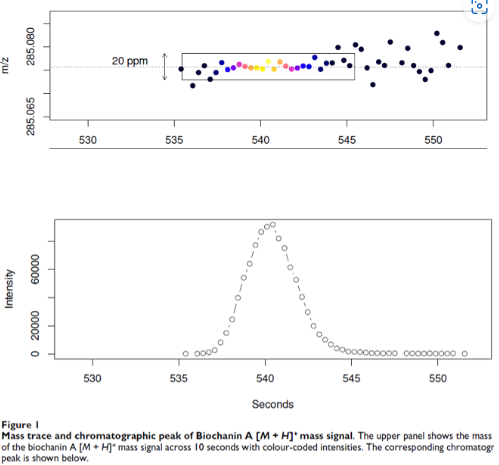 m/z
285.080
285.065
20 ppm
530 535 540 545 550
Intensity
60000
20000
0
530 535 540 545 550
Seconds
Figure 1
Mass trace and chromatographic peak of Biochanin A [M + H]⁺ mass signal. The upper panel shows the mass
of the biochanin A [M + H]⁺ mass signal across 10 seconds with colour-coded intensities. The corresponding
peak is shown below.